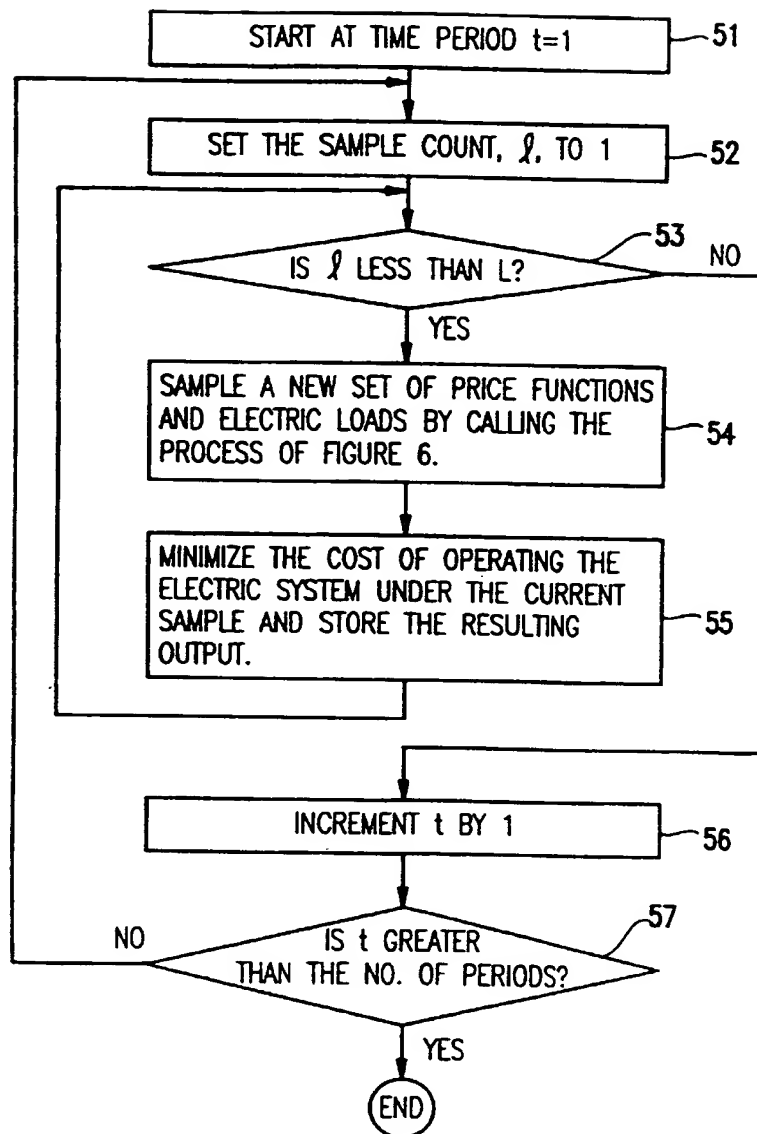 START AT TIME PERIOD t=1
51
SET THE SAMPLE COUNT, ℓ, TO 1
52
53
IS ℓ LESS THAN L?
NO
YES
SAMPLE A NEW SET OF PRICE FUNCTIONS
AND ELECTRIC LOADS BY CALLING THE
PROCESS OF FIGURE 6.
54
MINIMIZE THE COST OF OPERATING THE
ELECTRIC SYSTEM UNDER THE CURRENT
SAMPLE AND STORE THE RESULTING
OUTPUT.
55
INCREMENT t BY 1
56
57
NO
IS t GREATER
THAN THE NO. OF PERIODS?
YES
END